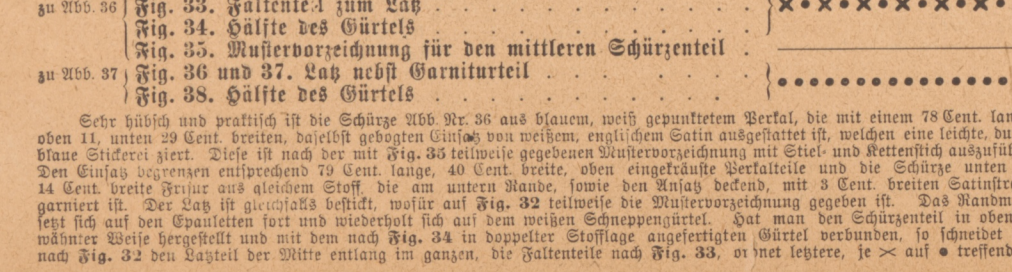 zu Abb. 36 Fig. 33. Faltenteil zum Latz
Fig. 34. Hälfte des Gürtels
Fig. 35. Mustervorzeichnung für den mittleren Schürzenteil
zu Abb. 37 Fig. 36 und 37. Latz nebst Garniturteil
Fig. 38. Hälfte des Gürtels
Sehr hübsch und praktisch ist die Schürze Abb. Nr. 36 aus blauem, weiß gepunktetem Perkal, die mit einem 78 Cent.
oben 11, unten 29 Cent. breiten, daselbst gebogten Einsatz von weißem, englischem Satin ausgestattet ist, welchen eine leichte,
blaue Stickerei ziert. Diese ist nach der mit Fig. 35 teilweise gegebenen Mustervorzeichnung mit Stiel- und Kettenstich
Den Einsatz begrenzen entsprechend 79 Cent. lange, 40 Cent. breite, oben eingekräuste Perkalteile und die Schürze unten
14 Cent. breite Frisur aus gleichem Stoff, die am untern Rande, sowie den Ansatz deckend, mit 3 Cent. breiten
garniert ist. Der Latz ist gleichfalls bestickt, wofür auf Fig. 32 teilweise die Mustervorzeichnung gegeben ist. Das
setzt sich auf den Epauletten fort und wiederholt sich auf dem weißen Schneppengürtel. Hat man den Schürzenteil in
wähnter Weise hergestellt und mit dem nach Fig. 34 in doppelter Stofflage angefertigten Gürtel verbunden, so schneidet
nach Fig. 32 den Latzteil der Mitte entlang im ganzen, die Faltenteile nach Fig. 33, ordnet letztere, je × auf ● treffend